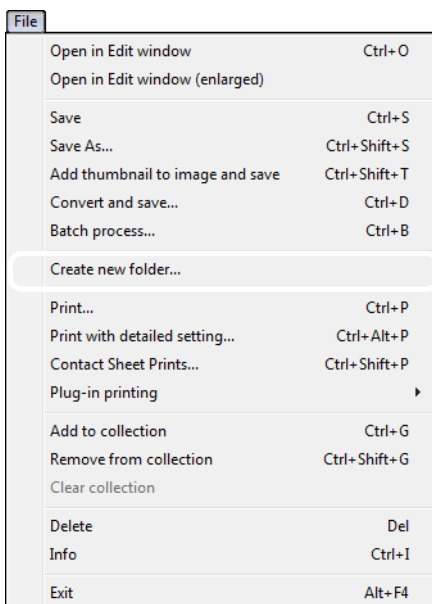 File
Open in Edit window Ctrl+O
Open in Edit window (enlarged)
Save Ctrl+S
Save As... Ctrl+Shift+S
Add thumbnail to image and save Ctrl+Shift+T
Convert and save... Ctrl+D
Batch process... Ctrl+B
Create new folder...
Print... Ctrl+P
Print with detailed setting... Ctrl+Alt+P
Contact Sheet Prints... Ctrl+Shift+P
Plug-in printing
Add to collection Ctrl+G
Remove from collection Ctrl+Shift+G
Clear collection
Delete Del
Info Ctrl+I
Exit Alt+F4